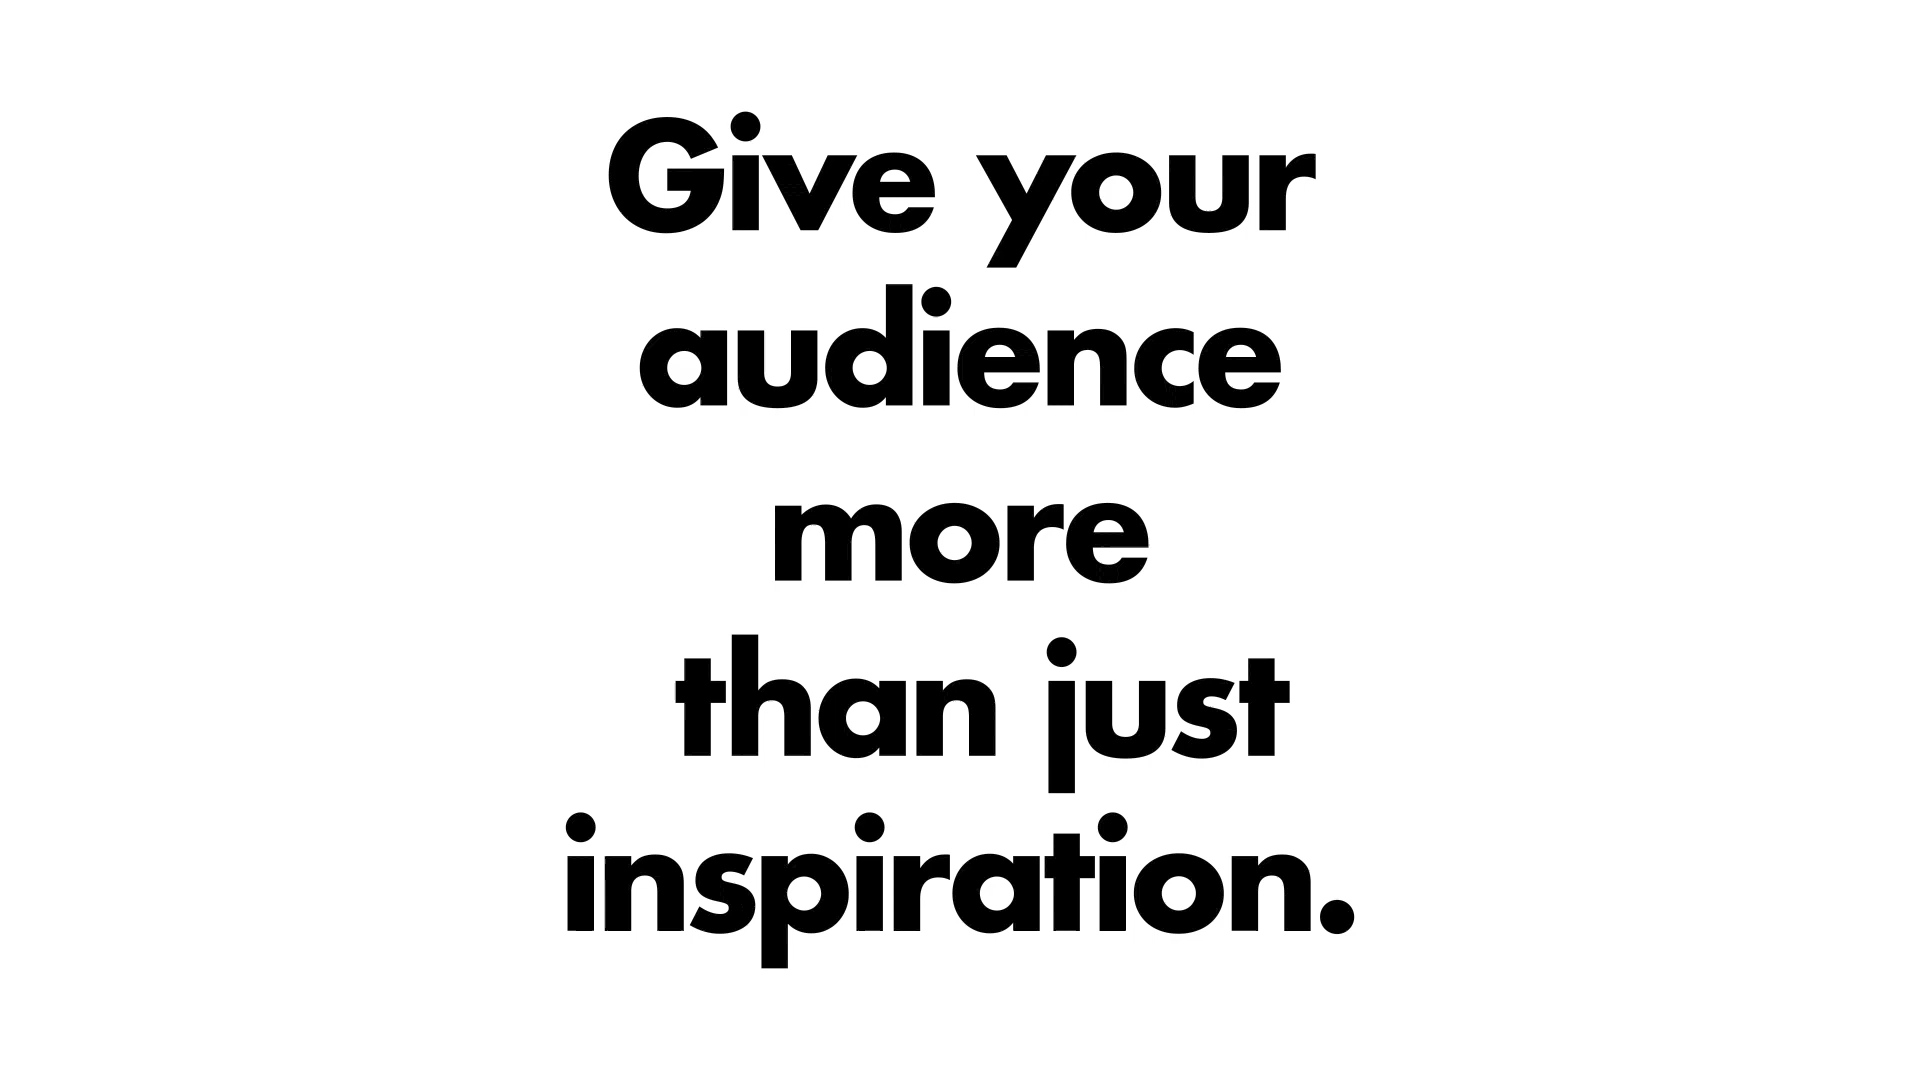 Give your
audience
more
than just
inspiration.